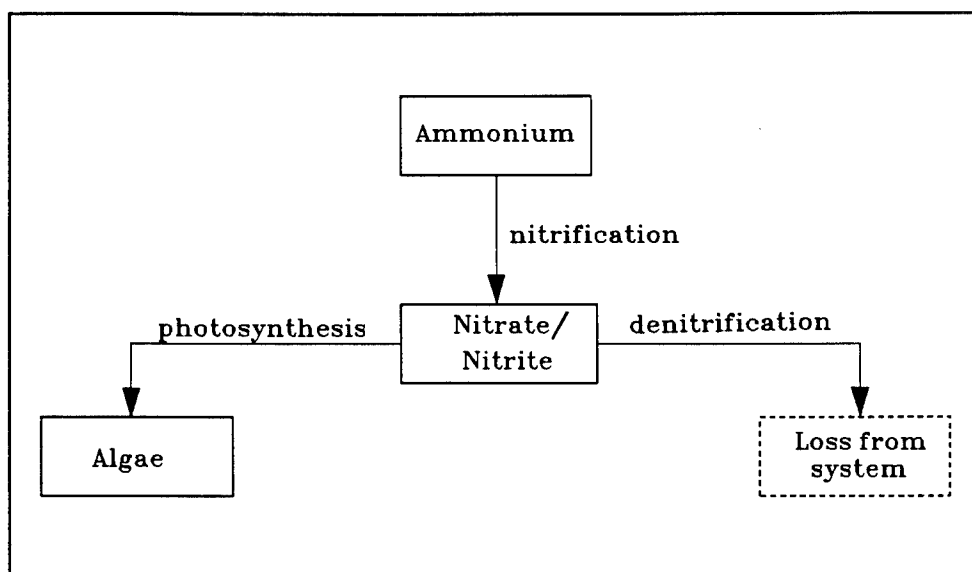 Ammonium
nitrification
photosynthesis
Nitrate/
Nitrite
denitrification
Algae
Loss from
system